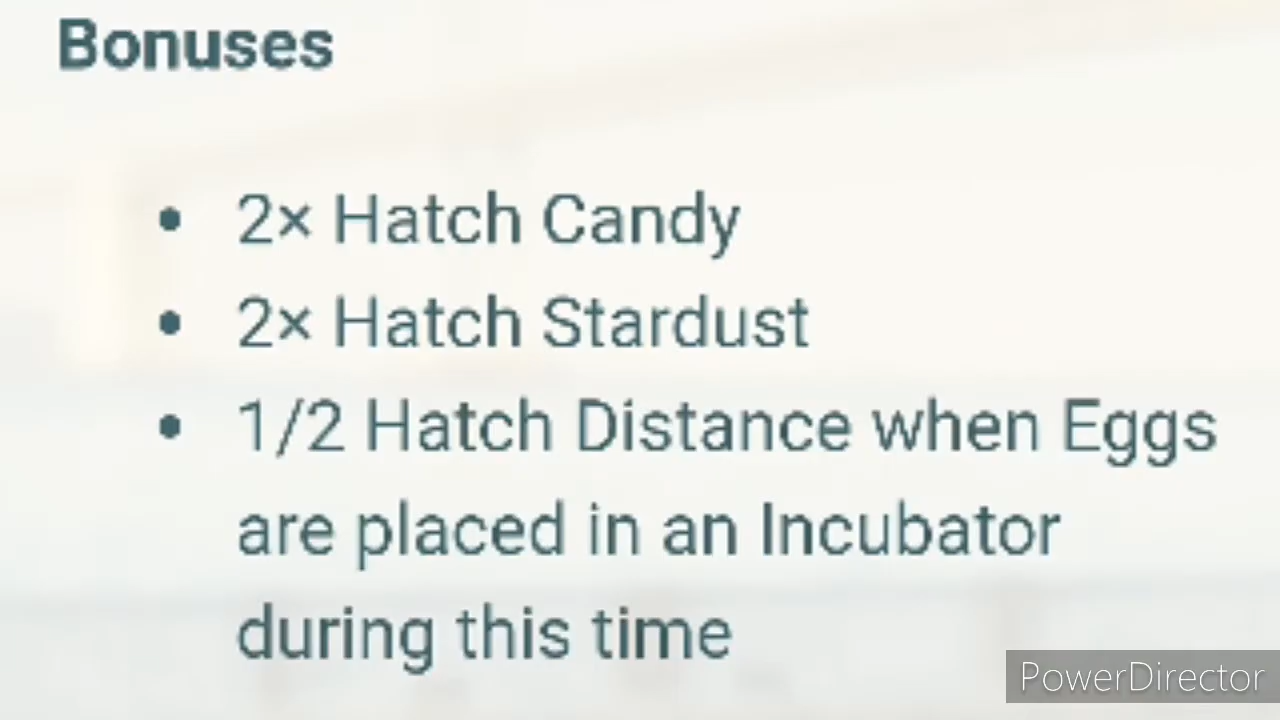 Bonuses
• 2× Hatch Candy
• 2× Hatch Stardust
• 1/2 Hatch Distance when Eggs
are placed in an Incubator
during this time
PowerDirector